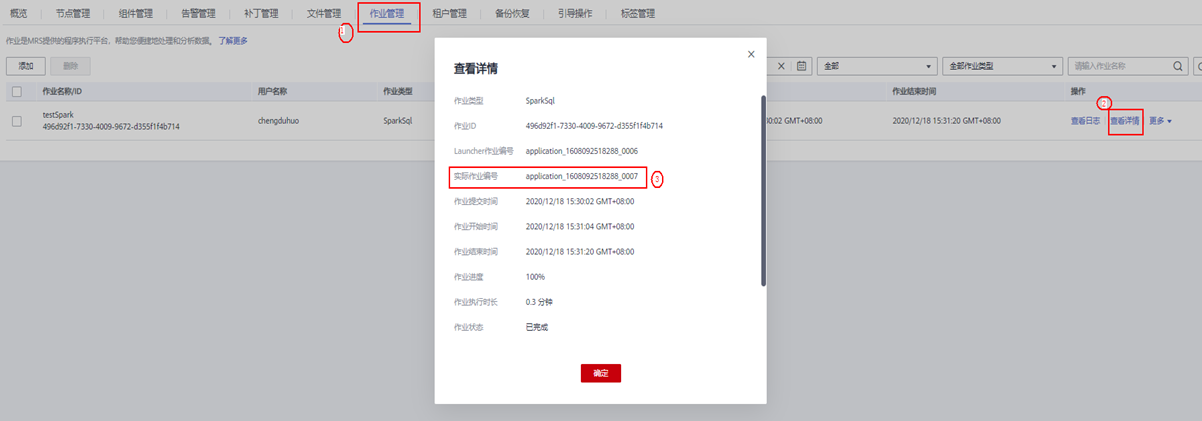 概览 节点管理 组件管理 告警管理 补丁管理 文件管理 作业管理 租户管理 备份恢复 引导操作 标签管理
1
作业是MRS提供的程序执行平台，帮助您便捷地处理和分析数据。 了解更多
添加 删除 全部 全部作业类型 请输入作业名称
作业名称/ID 用户名称 作业类型 作业结束时间 操作
2
testSpark
496d92f1-7330-4009-9672-d355f1f4b714 chengduhuo SparkSql 30:02 GMT+08:00 2020/12/18 15:31:20 GMT+08:00 查看日志 查看详情 更多
查看详情
作业类型 SparkSql
作业ID 496d92f1-7330-4009-9672-d355f1f4b714
Launcher作业编号 application_1608092518288_0006
实际作业编号 application_1608092518288_0007 3
作业提交时间 2020/12/18 15:30:02 GMT+08:00
作业开始时间 2020/12/18 15:31:04 GMT+08:00
作业结束时间 2020/12/18 15:31:20 GMT+08:00
作业进度 100%
作业执行时长 0.3 分钟
作业状态 已完成
确定